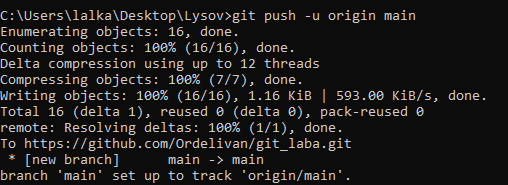 C:\Users\lalka\Desktop\Lysov>git push -u origin main
Enumerating objects: 16, done.
Counting objects: 100% (16/16), done.
Delta compression using up to 12 threads
Compressing objects: 100% (7/7), done.
Writing objects: 100% (16/16), 1.16 KiB | 593.00 KiB/s, done.
Total 16 (delta 1), reused 0 (delta 0), pack-reused 0
remote: Resolving deltas: 100% (1/1), done.
To https://github.com/Ordelivan/git_laba.git
 * [new branch]      main -> main
branch 'main' set up to track 'origin/main'.